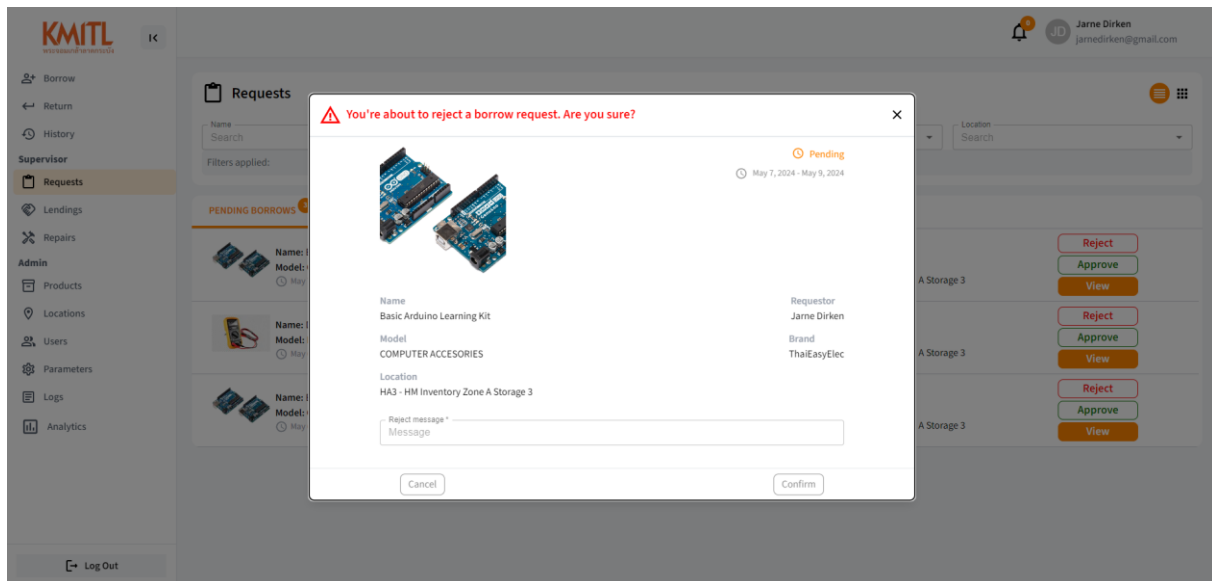 KMITL
Jarne Dirken
JD
jarnedirken@gmail.com
Borrow
Return
History
Supervisor
Requests
Lendings
Repairs
Admin
Products
Locations
Users
Parameters
Logs
Analytics
Log Out
Requests
Name
Search
Location
Search
Filters applied:
PENDING BORROWS
Name:
Model:
May
A Storage 3
Reject
Approve
View
Name:
Model:
May
A Storage 3
Reject
Approve
View
Name:
Model:
May
A Storage 3
Reject
Approve
View
You're about to reject a borrow request. Are you sure?
Pending
May 7, 2024 - May 9, 2024
Name
Basic Arduino Learning Kit
Requestor
Jarne Dirken
Model
COMPUTER ACCESORIES
Brand
ThaiEasyElec
Location
HA3 - HM Inventory Zone A Storage 3
Reject message *
Message
Cancel
Confirm